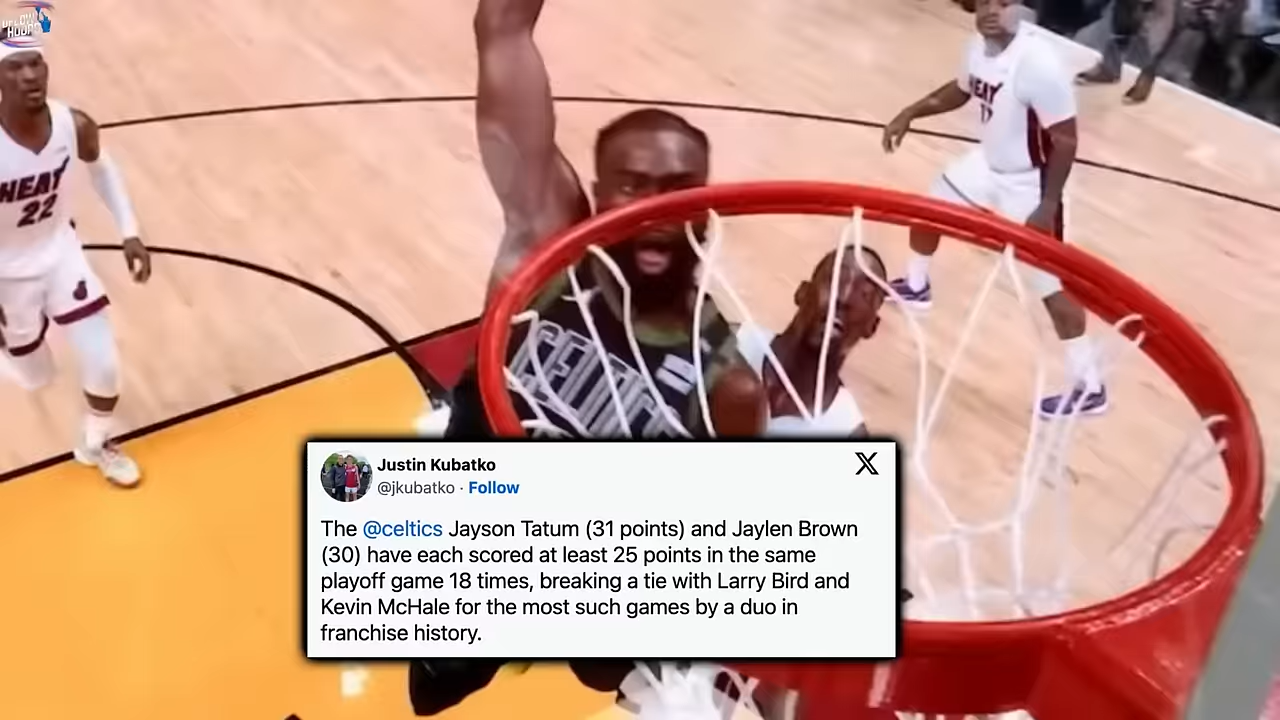 HOOPS
HEAT
22
HEAT
CELTICS
Justin Kubatko
X
@jkubatko · Follow
The @celtics Jayson Tatum (31 points) and Jaylen Brown
(30) have each scored at least 25 points in the same
playoff game 18 times, breaking a tie with Larry Bird and
Kevin McHale for the most such games by a duo in
franchise history.